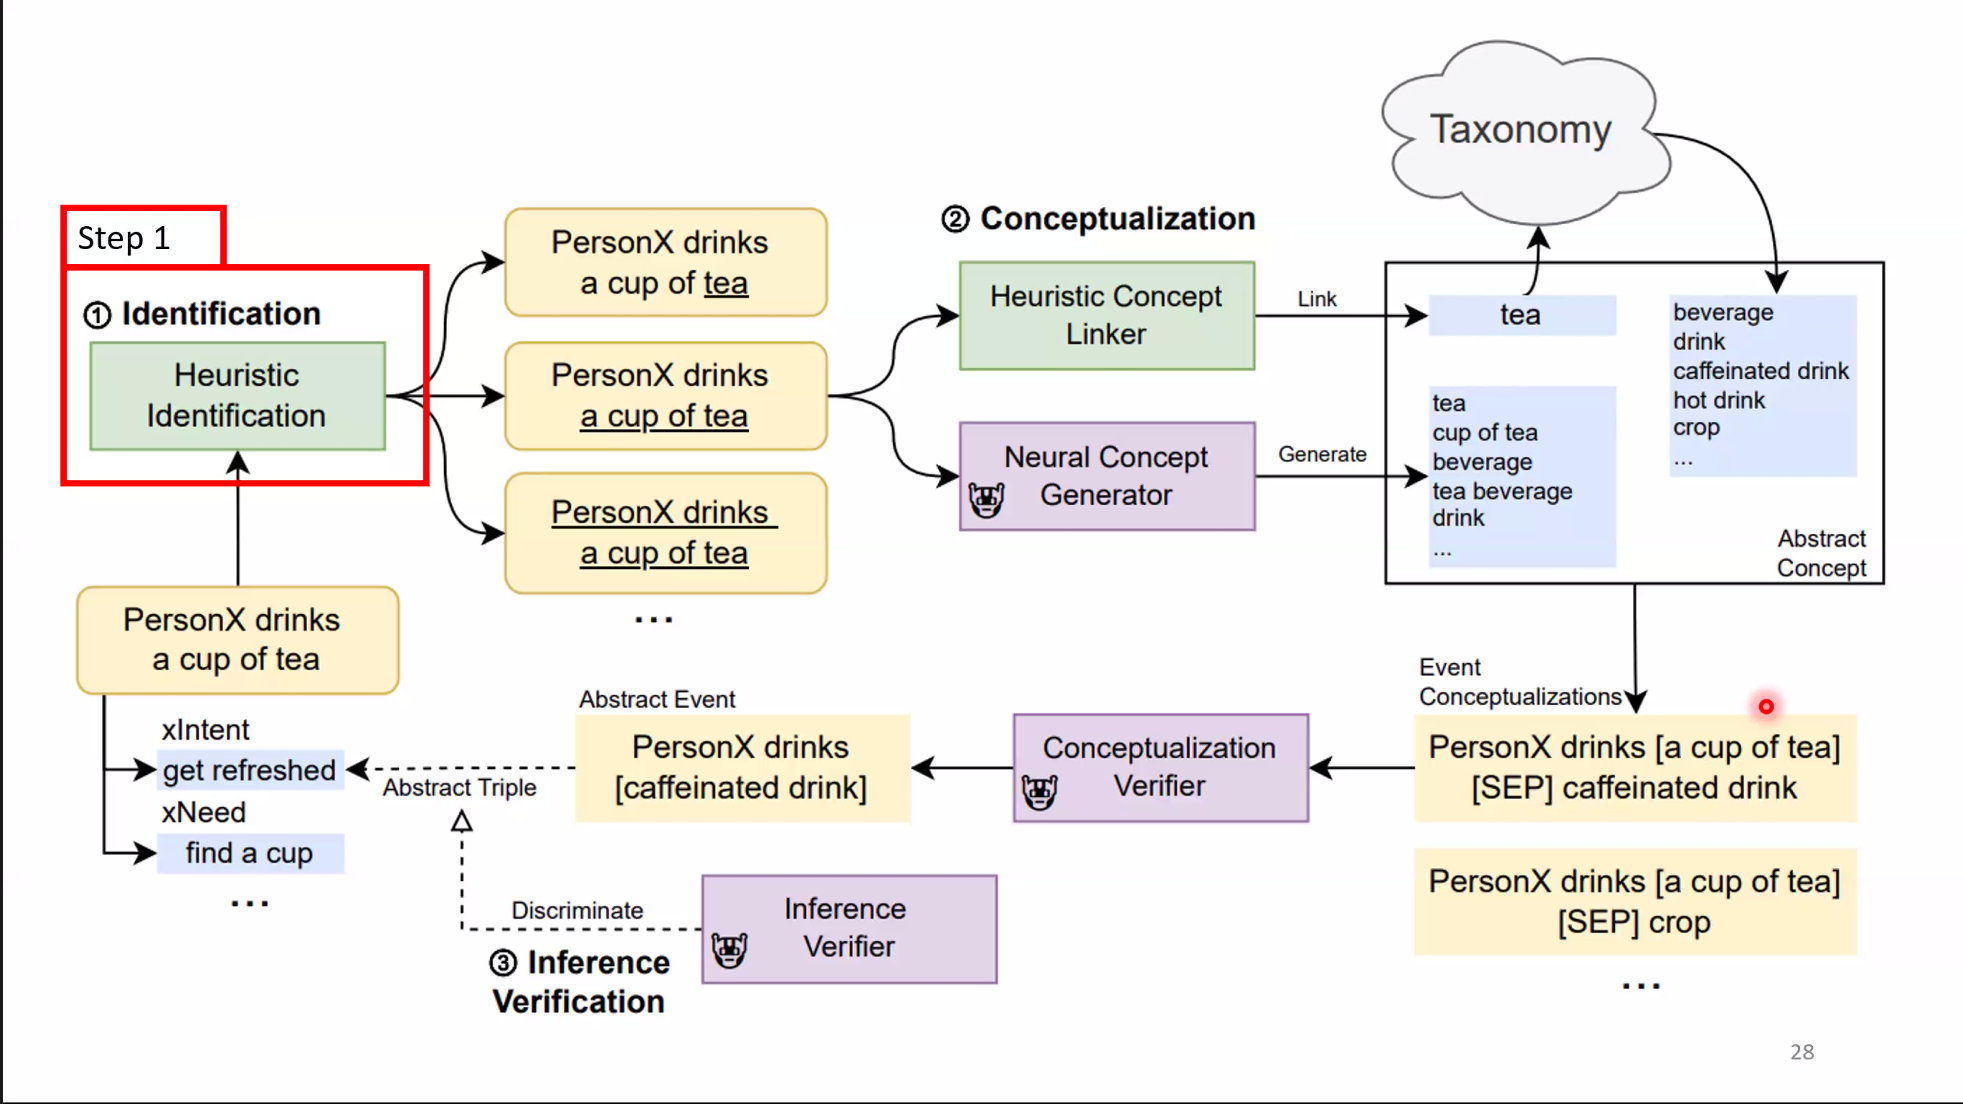 Taxonomy
Step 1
① Identification
Heuristic
Identification
PersonX drinks
a cup of tea
PersonX drinks
a cup of tea
PersonX drinks
a cup of tea
...
② Conceptualization
Heuristic Concept
Linker
Neural Concept
Generator
Link
Generate
tea
tea
cup of tea
beverage
tea beverage
drink
...
beverage
drink
caffeinated drink
hot drink
crop
...
Abstract
Concept
PersonX drinks
a cup of tea
xIntent
get refreshed
xNeed
find a cup
...
Abstract Triple
Abstract Event
PersonX drinks
[caffeinated drink]
Conceptualization
Verifier
Event
Conceptualizations
PersonX drinks [a cup of tea]
[SEP] caffeinated drink
PersonX drinks [a cup of tea]
[SEP] crop
...
Discriminate
③ Inference
Verification
Inference
Verifier
28